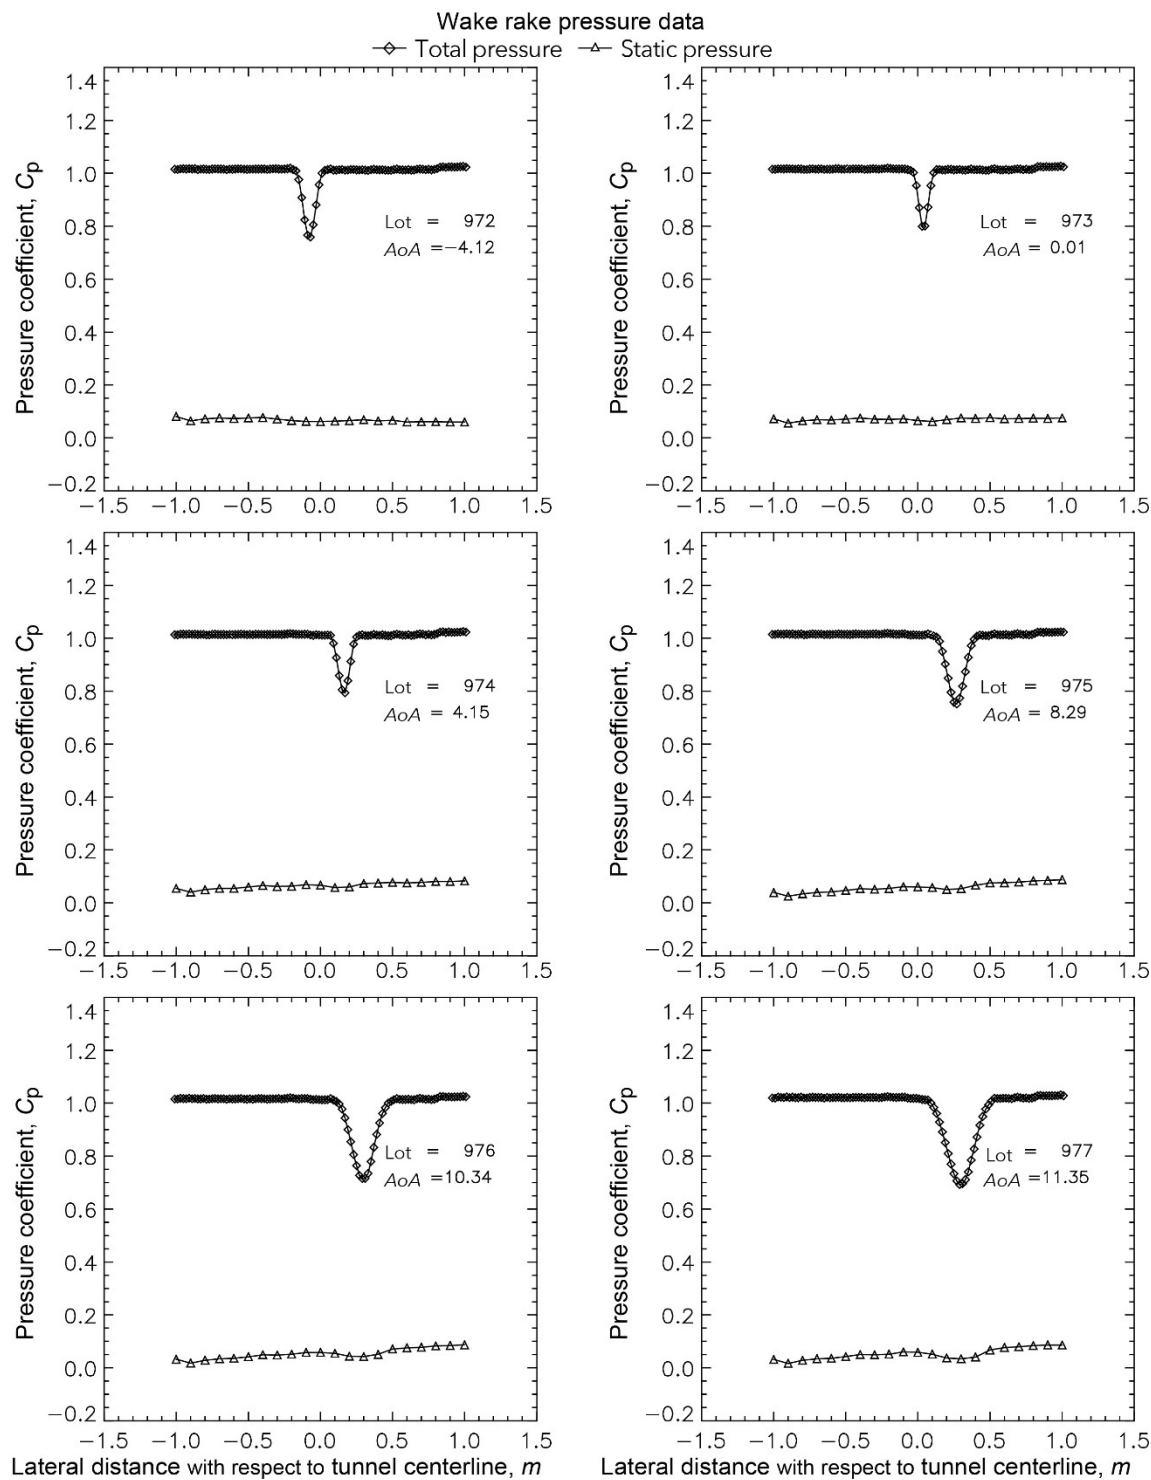 Wake rake pressure data
Total pressure Static pressure
Pressure coefficient, Cp
1.4
1.2
1.0
0.8
0.6
0.4
0.2
0.0
−0.2
−1.5 −1.0 −0.5 0.0 0.5 1.0 1.5
Lot = 972
AoA =−4.12
Pressure coefficient, Cp
1.4
1.2
1.0
0.8
0.6
0.4
0.2
0.0
−0.2
−1.5 −1.0 −0.5 0.0 0.5 1.0 1.5
Lot = 973
AoA = 0.01
Pressure coefficient, Cp
1.4
1.2
1.0
0.8
0.6
0.4
0.2
0.0
−0.2
−1.5 −1.0 −0.5 0.0 0.5 1.0 1.5
Lot = 974
AoA = 4.15
Pressure coefficient, Cp
1.4
1.2
1.0
0.8
0.6
0.4
0.2
0.0
−0.2
−1.5 −1.0 −0.5 0.0 0.5 1.0 1.5
Lot = 975
AoA = 8.29
Pressure coefficient, Cp
1.4
1.2
1.0
0.8
0.6
0.4
0.2
0.0
−0.2
−1.5 −1.0 −0.5 0.0 0.5 1.0 1.5
Lot = 976
AoA =10.34
Lateral distance with respect to tunnel centerline, m
Pressure coefficient, Cp
1.4
1.2
1.0
0.8
0.6
0.4
0.2
0.0
−0.2
−1.5 −1.0 −0.5 0.0 0.5 1.0 1.5
Lot = 977
AoA =11.35
Lateral distance with respect to tunnel centerline, m